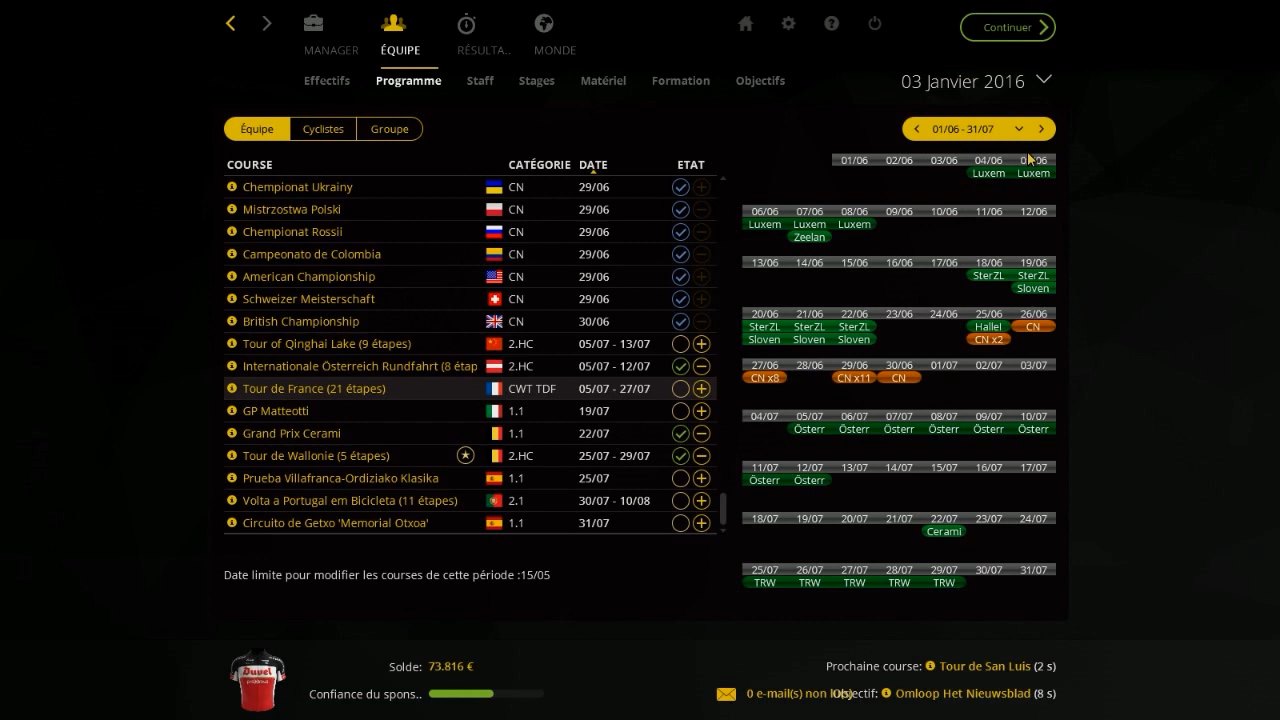 MANAGER ÉQUIPE RÉSULTA.. MONDE
Continuer
Effectifs Programme Staff Stages Matériel Formation Objectifs
03 Janvier 2016
Équipe Cyclistes Groupe
01/06 - 31/07
COURSE CATÉGORIE DATE ETAT
Chempionat Ukrainy CN 29/06
Mistrzostwa Polski CN 29/06
Chempionat Rossii CN 29/06
Campeonato de Colombia CN 29/06
American Championship CN 29/06
Schweizer Meisterschaft CN 29/06
British Championship CN 30/06
Tour of Qinghai Lake (9 étapes) 2.HC 05/07 - 13/07
Internationale Österreich Rundfahrt (8 étap 2.HC 05/07 - 12/07
Tour de France (21 étapes) CWT TDF 05/07 - 27/07
GP Matteotti 1.1 19/07
Grand Prix Cerami 1.1 22/07
Tour de Wallonie (5 étapes) 2.HC 25/07 - 29/07
Prueba Villafranca-Ordiziako Klasika 1.1 25/07
Volta a Portugal em Bicicleta (11 étapes) 2.1 30/07 - 10/08
Circuito de Getxo 'Memorial Otxoa' 1.1 31/07
Date limite pour modifier les courses de cette période :15/05
01/06 02/06 03/06 04/06
Luxem Luxem
06/06 07/06 08/06 09/06 10/06 11/06 12/06
Luxem Luxem Luxem
Zeelan
13/06 14/06 15/06 16/06 17/06 18/06 19/06
SterZL SterZL
Sloven
20/06 21/06 22/06 23/06 24/06 25/06 26/06
SterZL SterZL SterZL Hallei CN
Sloven Sloven Sloven CN x2
27/06 28/06 29/06 30/06 01/07 02/07 03/07
CN x8 CN x11 CN
04/07 05/07 06/07 07/07 08/07 09/07 10/07
Österr Österr Österr Österr Österr Österr
11/07 12/07 13/07 14/07 15/07 16/07 17/07
Österr Österr
18/07 19/07 20/07 21/07 22/07 23/07 24/07
Cerami
25/07 26/07 27/07 28/07 29/07 30/07 31/07
TRW TRW TRW TRW TRW
Duvel
Solde: 73.816 €
Confiance du spons..
Prochaine course: Tour de San Luis (2 s)
0 e-mail(s) non
Objectif: Omloop Het Nieuwsblad (8 s)